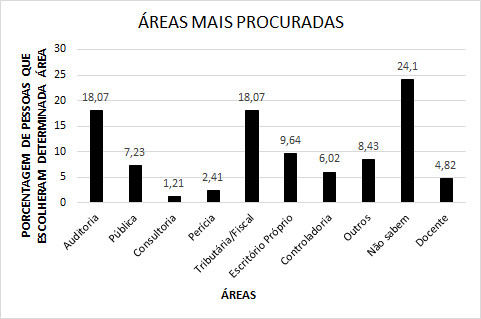 ÁREAS MAIS PROCURADAS
PORCENTAGEM DE PESSOAS QUE
ESCOLHERAM DETERMINADA ÁREA
30
25
20
15
10
5
0
18,07
7,23
1,21
2,41
18,07
9,64
6,02
8,43
24,1
4,82
Auditoria
Pública
Consultoria
Perícia
Tributária/Fiscal
Escritório Próprio
Controladoria
Outros
Não sabem
Docente
ÁREAS